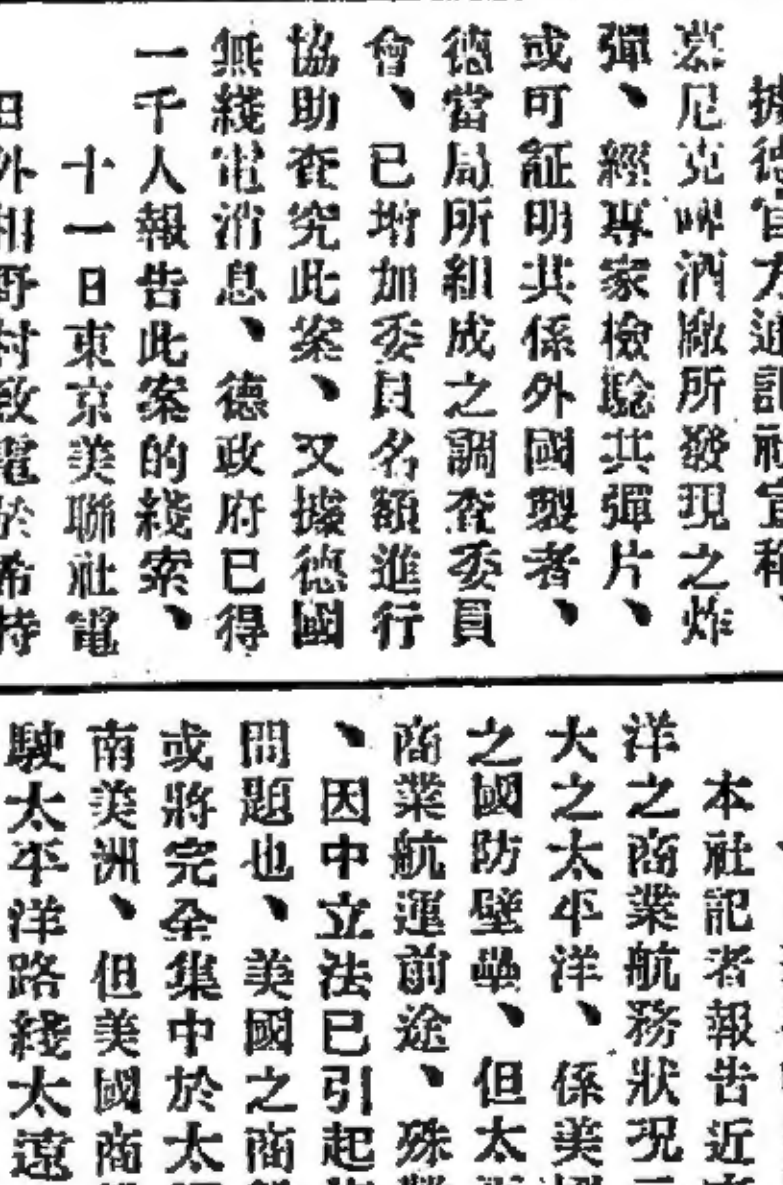 據德官方通訊社宣稱、
慕尼克啤酒廠所發現之炸
彈、經專家檢驗其彈片、
或可証明其係外國製者、
德當局所組成之調查委員
會、已增加委員名額進行
協助查究此案、又據德國
無綫電消息、德政府已得
一千人報告此案的綫索、
十一日東京美聯社電
日外相野村致電於希特
本社記者報告近
洋之商業航務狀況
大之太平洋、係美
之國防壁壘、但太
商業航運前途、殊
、因中立法已引起
問題也、美國之商
或將完全集中於太
南美洲、但美國商
駛太平洋路綫太遠